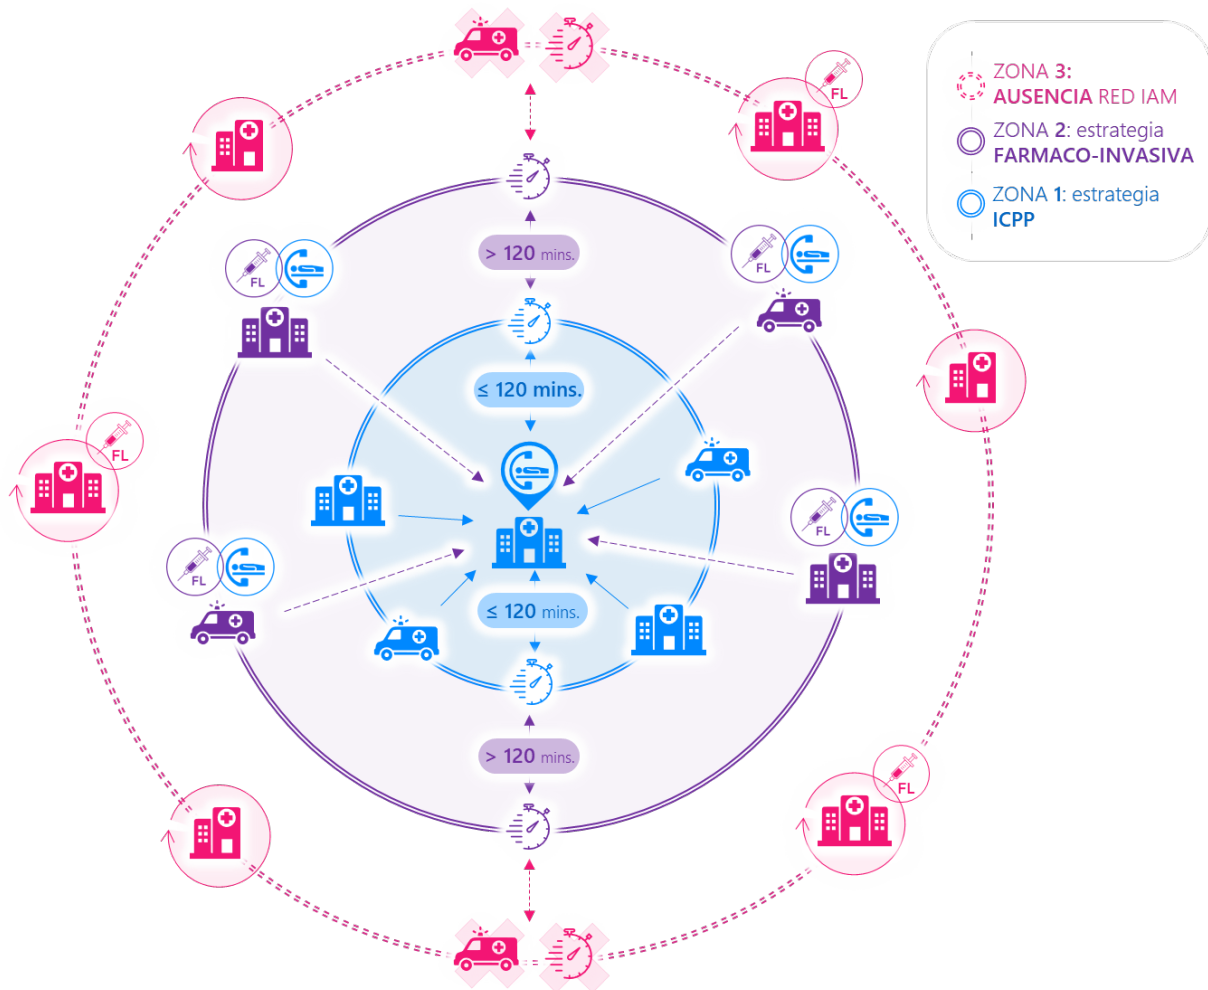 ZONA 3:
AUSENCIA RED IAM
ZONA 2: estrategia
FARMACO-INVASIVA
ZONA 1: estrategia
ICPP
FL
> 120 mins.
FL
FL
≤ 120 mins.
FL
FL
FL
≤ 120 mins.
> 120 mins.
FL